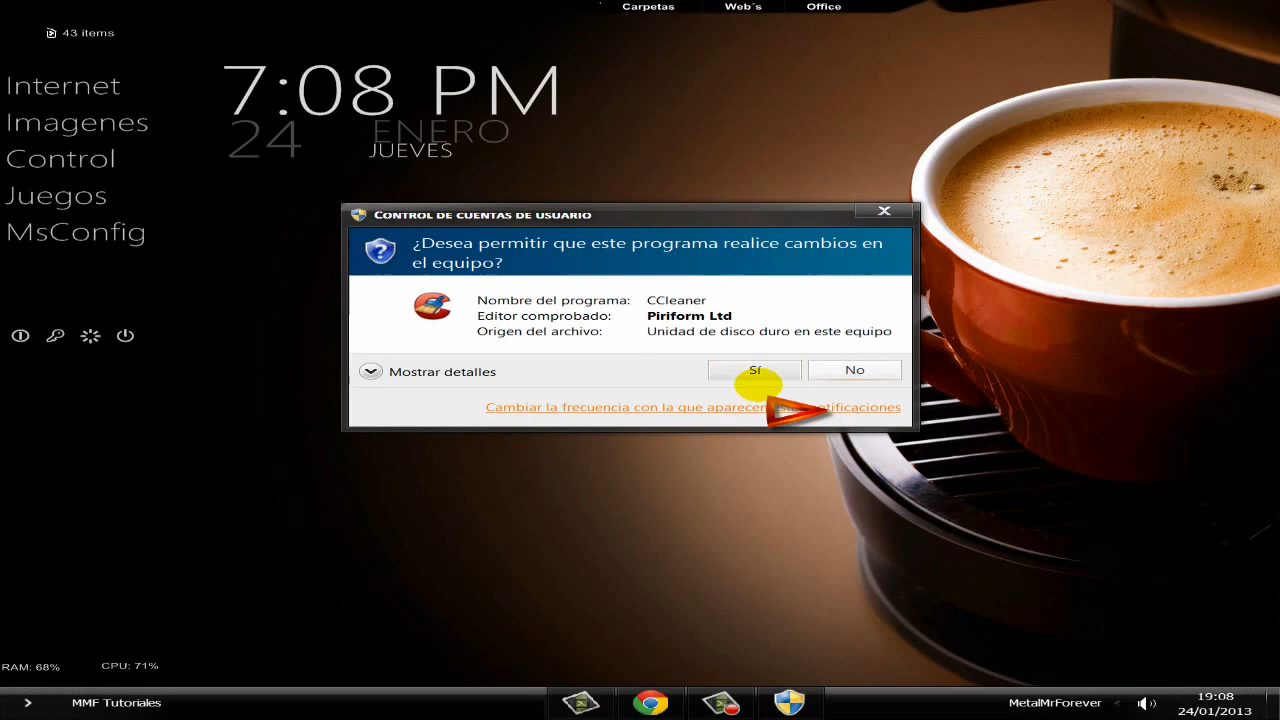 Carpetas
Web´s
Office
43 items
Internet
Imagenes
Control
Juegos
MsConfig
7:08 PM
24
ENERO
JUEVES
CONTROL DE CUENTAS DE USUARIO
¿Desea permitir que este programa realice cambios en
el equipo?
Nombre del programa: CCleaner
Editor comprobado: Piriform Ltd
Origen del archivo: Unidad de disco duro en este equipo
Mostrar detalles
Sí
No
Cambiar la frecuencia con la que aparecen estas notificaciones
RAM: 68%
CPU: 71%
MMF Tutoriales
MetalMrForever
19:08
24/01/2013